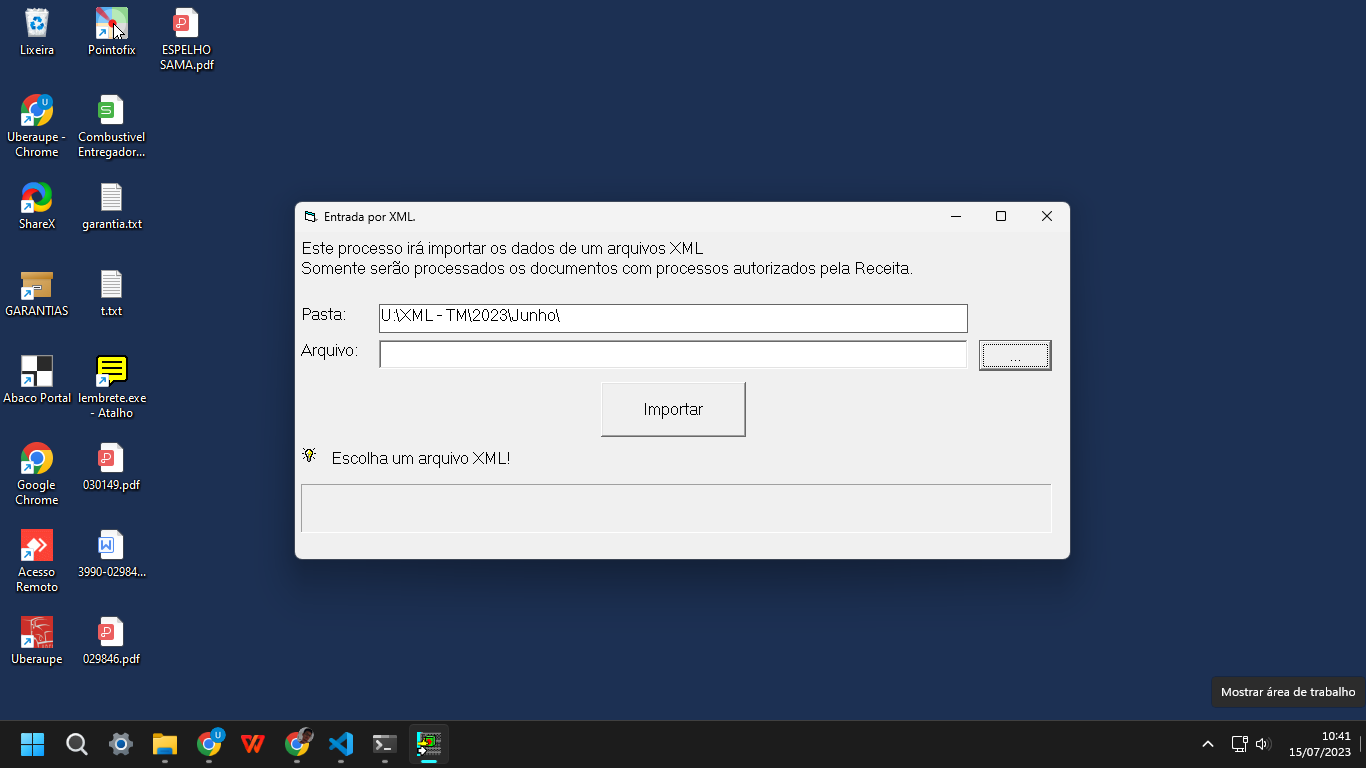 Lixeira
Pointofix
ESPELHO
SAMA.pdf
Uberaupe -
Chrome
Combustivel
Entregador...
ShareX
garantia.txt
GARANTIAS
t.txt
Abaco Portal
lembrete.exe
- Atalho
Google
Chrome
030149.pdf
Acesso
Remoto
3990-02984...
Uberaupe
029846.pdf
Entrada por XML.
Este processo irá importar os dados de um arquivos XML
Somente serão processados os documentos com processos autorizados pela Receita.
Pasta:
U:\XML - TM\2023\Junho\
Arquivo:
...
Importar
Escolha um arquivo XML!
Mostrar área de trabalho
10:41
15/07/2023